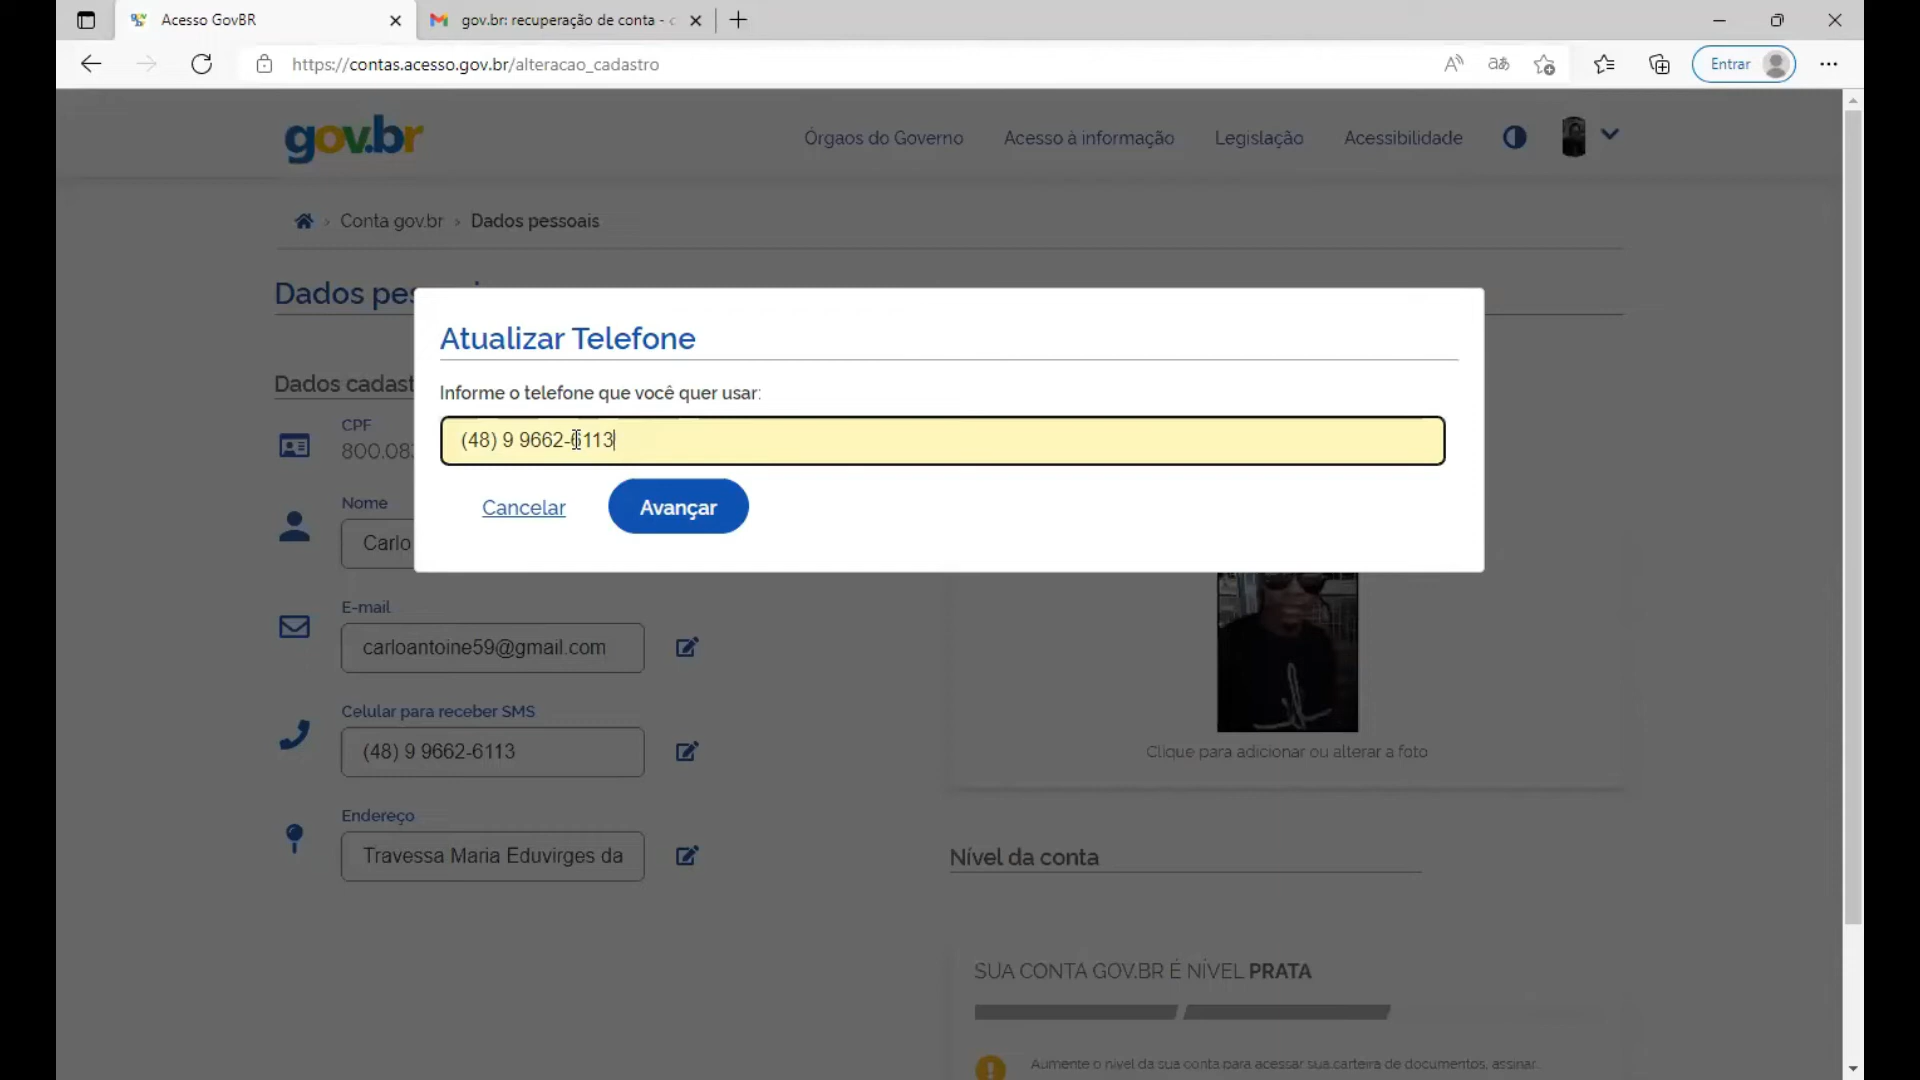 Acesso GovBR
gov.br: recuperação de conta -
https://contas.acesso.gov.br/alteracao_cadastro
Entrar
gov.br
Órgaos do Governo
Acesso à informação
Legislação
Acessibilidade
Conta gov.br
Dados pessoais
Dados
Atualizar Telefone
Informe o telefone que você quer usar:
(48) 9 9662-6113
Cancelar
Avançar
Dados
CPF
800.08
Nome
Carlo
E-mail
carloantoine59@gmail.com
Celular para receber SMS
(48) 9 9662-6113
Endereço
Travessa Maria Eduvirges da
Clique para adicionar ou alterar a foto
Nível da conta
SUA CONTA GOV.BR É NÍVEL PRATA
Aumente o nível da sua conta para acessar sua carteira de documentos, assinar